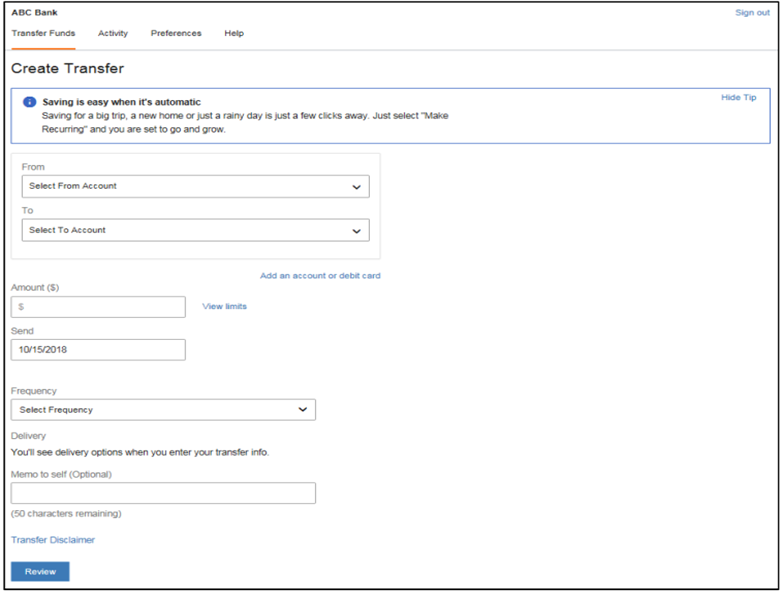 ABC Bank
Sign out
Transfer Funds Activity Preferences Help
Create Transfer
Saving is easy when it's automatic
Hide Tip
Saving for a big trip, a new home or just a rainy day is just a few clicks away. Just select "Make
Recurring" and you are set to go and grow.
From
Select From Account
To
Select To Account
Add an account or debit card
Amount ($)
$
View limits
Send
10/15/2018
Frequency
Select Frequency
Delivery
You'll see delivery options when you enter your transfer info.
Memo to self (Optional)
(50 characters remaining)
Transfer Disclaimer
Review